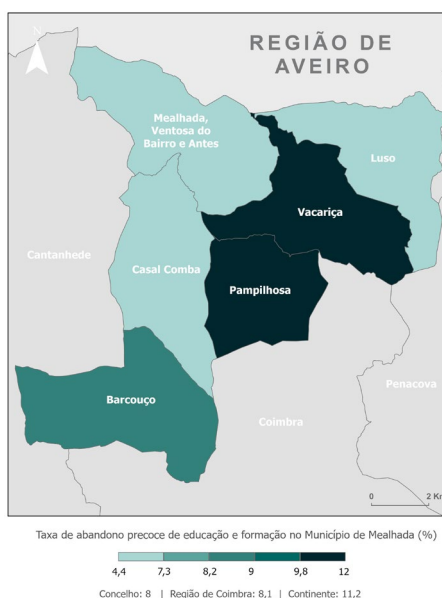 N
REGIÃO DE
AVEIRO
Mealhada,
Ventosa do
Bairro e Antes
Luso
Vacariça
Cantanhede
Casal Comba
Pampilhosa
Penacova
Barcouço
Coimbra
0 2 K
Taxa de abandono precoce de educação e formação no Município de Mealhada (%)
4,4 7,3 8,2 9 9,8 12
Concelho: 8 | Região de Coimbra: 8,1 | Continente: 11,2